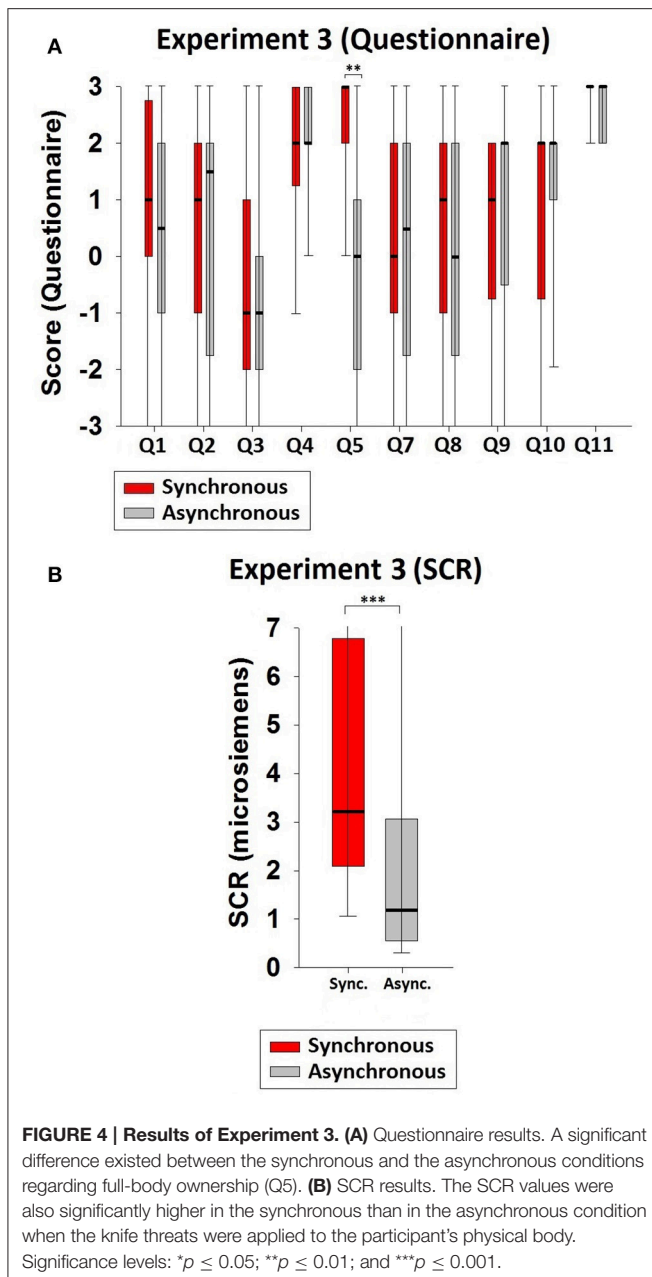 A
Experiment 3 (Questionnaire)
**
Score (Questionnaire)
3
2
1
0
-1
-2
-3
Q1 Q2 Q3 Q4 Q5 Q7 Q8 Q9 Q10 Q11
Synchronous
Asynchronous
B
Experiment 3 (SCR)
***
SCR (microsiemens)
7
6
5
4
3
2
1
0
Sync. Async.
Synchronous
Asynchronous
FIGURE 4 | Results of Experiment 3. (A) Questionnaire results. A significant
difference existed between the synchronous and the asynchronous conditions
regarding full-body ownership (Q5). (B) SCR results. The SCR values were
also significantly higher in the synchronous than in the asynchronous condition
when the knife threats were applied to the participant's physical body.
Significance levels: *p ≤ 0.05; **p ≤ 0.01; and ***p ≤ 0.001.